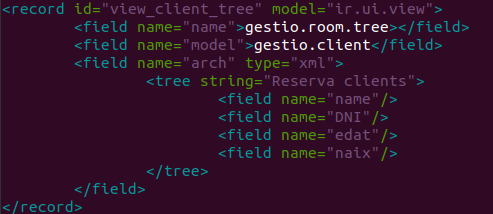 <record id="view_client_tree" model="ir.ui.view">
<field name="name">gestio.room.tree></field>
<field name="model">gestio.client</field>
<field name="arch" type="xml">
<tree string="Reserva clients">
<field name="name"/>
<field name="DNI"/>
<field name="edat"/>
<field name="naix"/>
</tree>
</field>
</record>